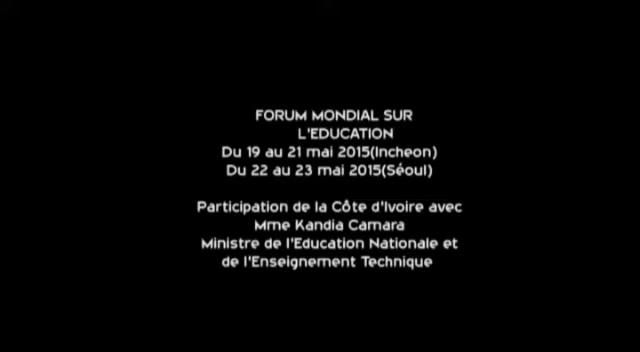 FORUM MONDIAL SUR
L'EDUCATION
Du 19 au 21 mai 2015(Incheon)
Du 22 au 23 mai 2015(Séoul)
Participation de la Côte d'Ivoire avec
Mme Kandia Camara
Ministre de l'Education Nationale et
de l'Enseignement Technique